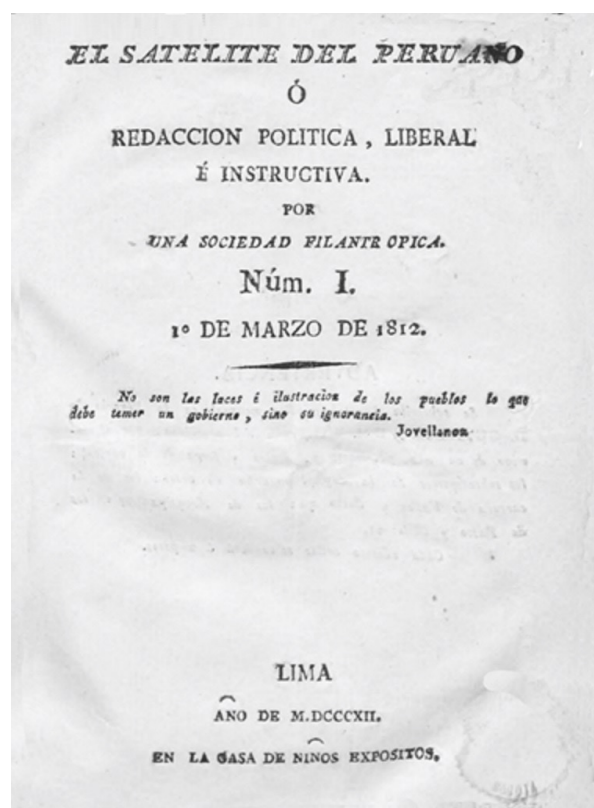 EL SATELITE DEL PERUANO
Ó
REDACCION POLITICA, LIBERAL
É INSTRUCTIVA.
POR
UNA SOCIEDAD FILANTROPICA.
Núm. I.
1º DE MARZO DE 1812.
No son las luces é ilustracion de los pueblos lo que
debe temer un gobierno, sino su ignorancia.
Jovellanos
LIMA
AÑO DE M.DCCCXII.
EN LA CASA DE NIÑOS EXPOSITOS.